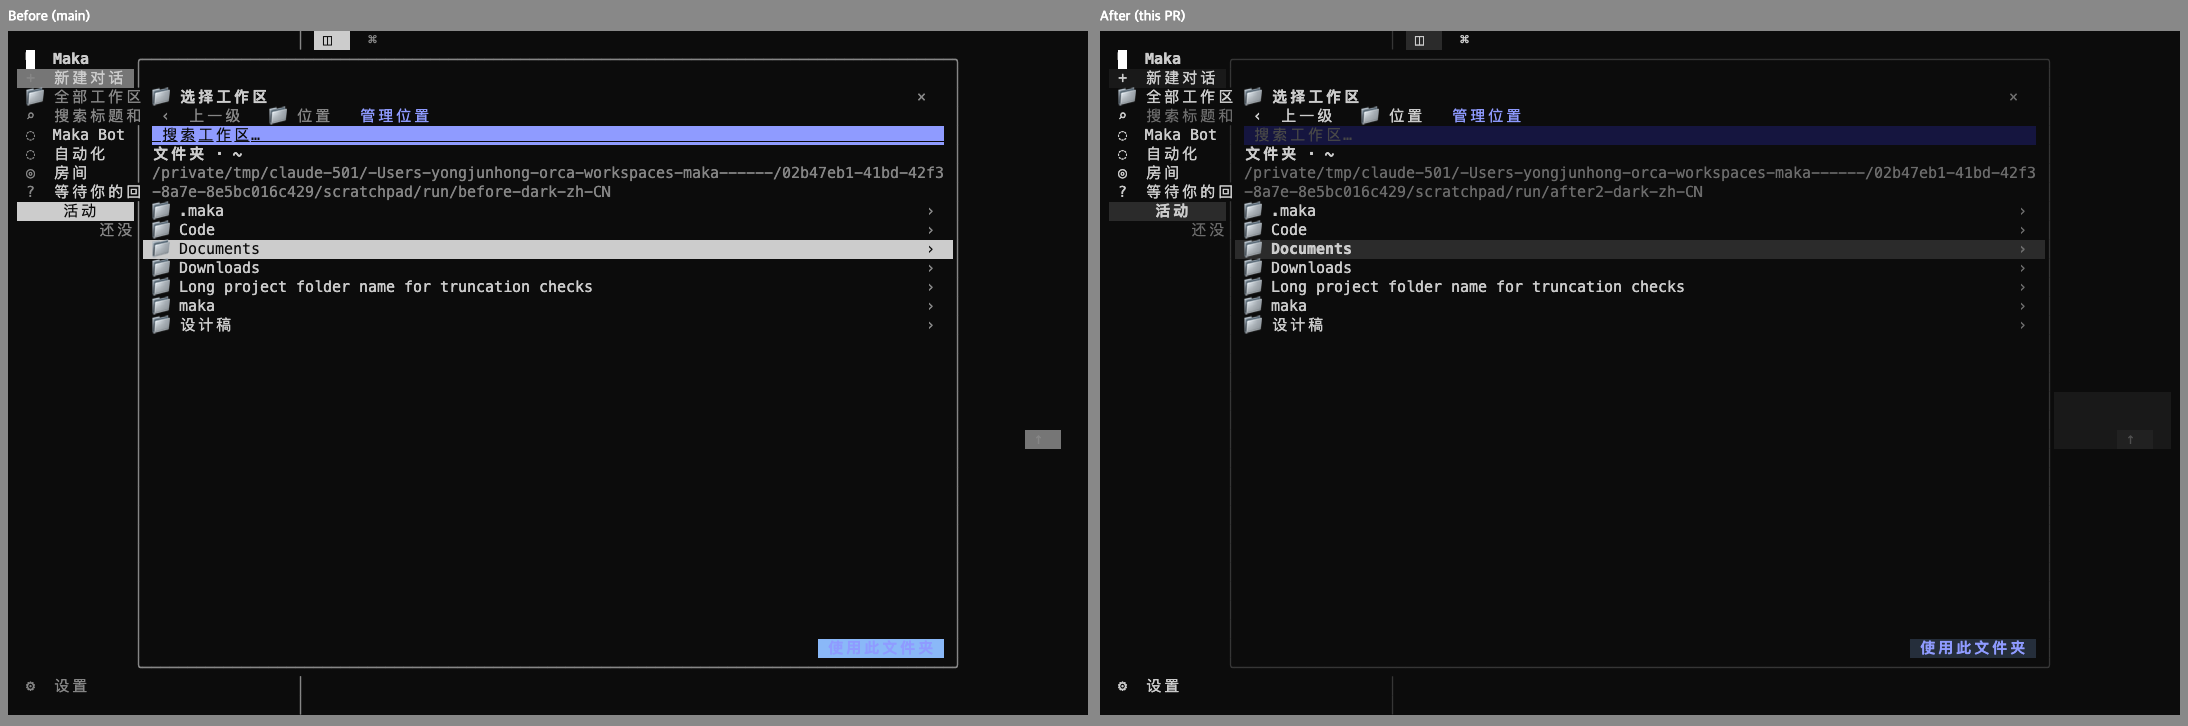 Before (main)
◫ ⌘
Maka
+ 新建对话
全部工作区
搜索标题和
Maka Bot
自动化
房间
? 等待你的回
活动
还没
设置
选择工作区 ×
‹ 上一级 位置 管理位置
搜索工作区…
文件夹 · ~
/private/tmp/claude-501/-Users-yongjunhong-orca-workspaces-maka------/02b47eb1-41bd-42f3
-8a7e-8e5bc016c429/scratchpad/run/before-dark-zh-CN
.maka ›
Code ›
Documents ›
Downloads ›
Long project folder name for truncation checks ›
maka ›
设计稿 ›
使用此文件夹
↑
After (this PR)
◫ ⌘
Maka
+ 新建对话
全部工作区
搜索标题和
Maka Bot
自动化
房间
? 等待你的回
活动
还没
设置
选择工作区 ×
‹ 上一级 位置 管理位置
搜索工作区…
文件夹 · ~
/private/tmp/claude-501/-Users-yongjunhong-orca-workspaces-maka------/02b47eb1-41bd-42f3
-8a7e-8e5bc016c429/scratchpad/run/after2-dark-zh-CN
.maka ›
Code ›
Documents ›
Downloads ›
Long project folder name for truncation checks ›
maka ›
设计稿 ›
使用此文件夹
↑